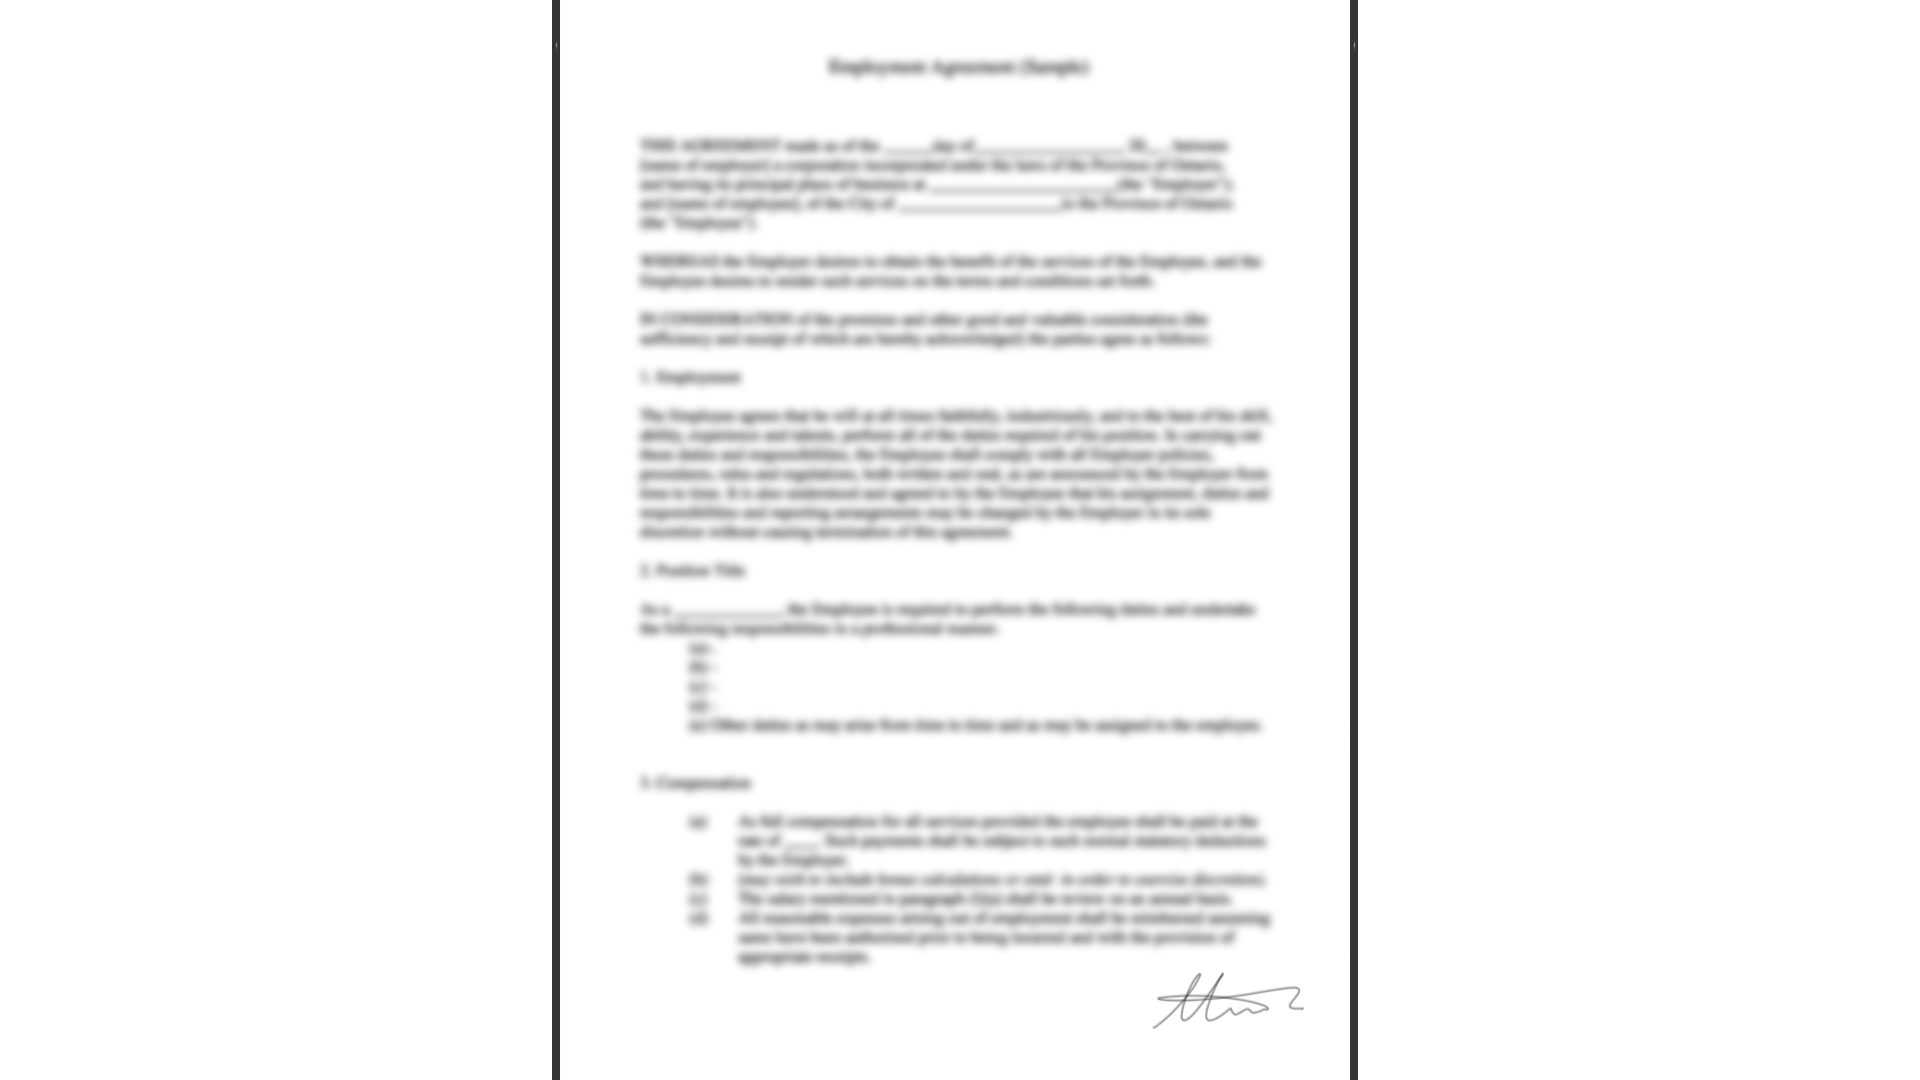 Employment Agreement (Sample)
THIS AGREEMENT made as of the ______day of____________________, 20__, between
[name of employer] a corporation incorporated under the laws of the Province of Ontario,
and having its principal place of business at ________________________(the "Employer");
and [name of employee], of the City of _____________________in the Province of Ontario
(the "Employee").
WHEREAS the Employer desires to obtain the benefit of the services of the Employee, and the
Employee desires to render such services on the terms and conditions set forth.
IN CONSIDERATION of the promises and other good and valuable consideration (the
sufficiency and receipt of which are hereby acknowledged) the parties agree as follows:
1. Employment
The Employee agrees that he will at all times faithfully, industriously, and to the best of his skill,
ability, experience and talents, perform all of the duties required of his position. In carrying out
these duties and responsibilities, the Employee shall comply with all Employer policies,
procedures, rules and regulations, both written and oral, as are announced by the Employer from
time to time. It is also understood and agreed to by the Employee that his assignment, duties and
responsibilities and reporting arrangements may be changed by the Employer in its sole
discretion without causing termination of this agreement.
2. Position Title
As a ______________, the Employee is required to perform the following duties and undertake
the following responsibilities in a professional manner.
(a) -
(b) -
(c) -
(d) -
(e) Other duties as may arise from time to time and as may be assigned to the employee.
3. Compensation
(a) As full compensation for all services provided the employee shall be paid at the
rate of ____. Such payments shall be subject to such normal statutory deductions
by the Employer.
(b) (may wish to include bonus calculations or omit in order to exercise discretion).
(c) The salary mentioned in paragraph (l)(a) shall be review on an annual basis.
(d) All reasonable expenses arising out of employment shall be reimbursed assuming
same have been authorized prior to being incurred and with the provision of
appropriate receipts.